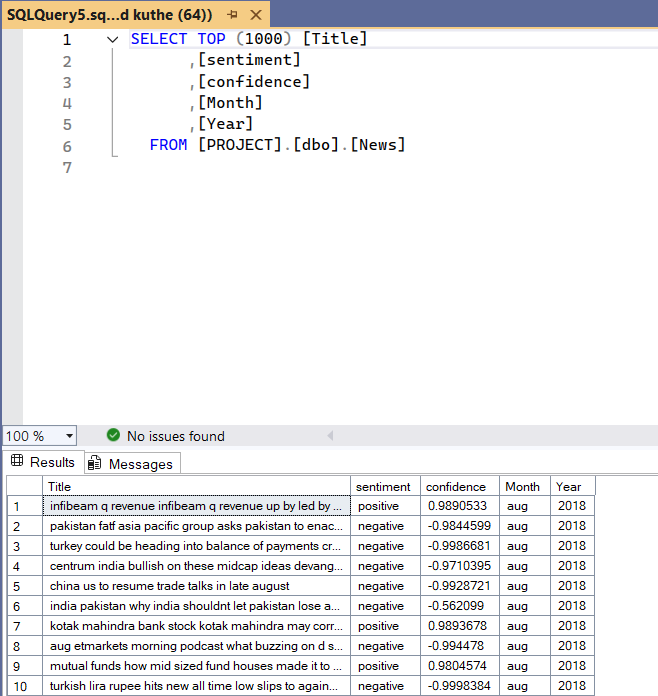 SQLQuery5.sq...d kuthe (64))
1 SELECT TOP (1000) [Title]
2 ,[sentiment]
3 ,[confidence]
4 ,[Month]
5 ,[Year]
6 FROM [PROJECT].[dbo].[News]
7
100 % No issues found
Results Messages
Title sentiment confidence Month Year
1 infibeam q revenue infibeam q revenue up by led by ... positive 0.9890533 aug 2018
2 pakistan fatf asia pacific group asks pakistan to enac... negative -0.9844599 aug 2018
3 turkey could be heading into balance of payments cr... negative -0.9986681 aug 2018
4 centrum india bullish on these midcap ideas devang... negative -0.9710395 aug 2018
5 china us to resume trade talks in late august negative -0.9928721 aug 2018
6 india pakistan why india shouldnt let pakistan lose a... negative -0.562099 aug 2018
7 kotak mahindra bank stock kotak mahindra may corr... positive 0.9893678 aug 2018
8 aug etmarkets morning podcast what buzzing on d s... negative -0.994478 aug 2018
9 mutual funds how mid sized fund houses made it to ... positive 0.9804574 aug 2018
10 turkish lira rupee hits new all time low slips to again... negative -0.9998384 aug 2018